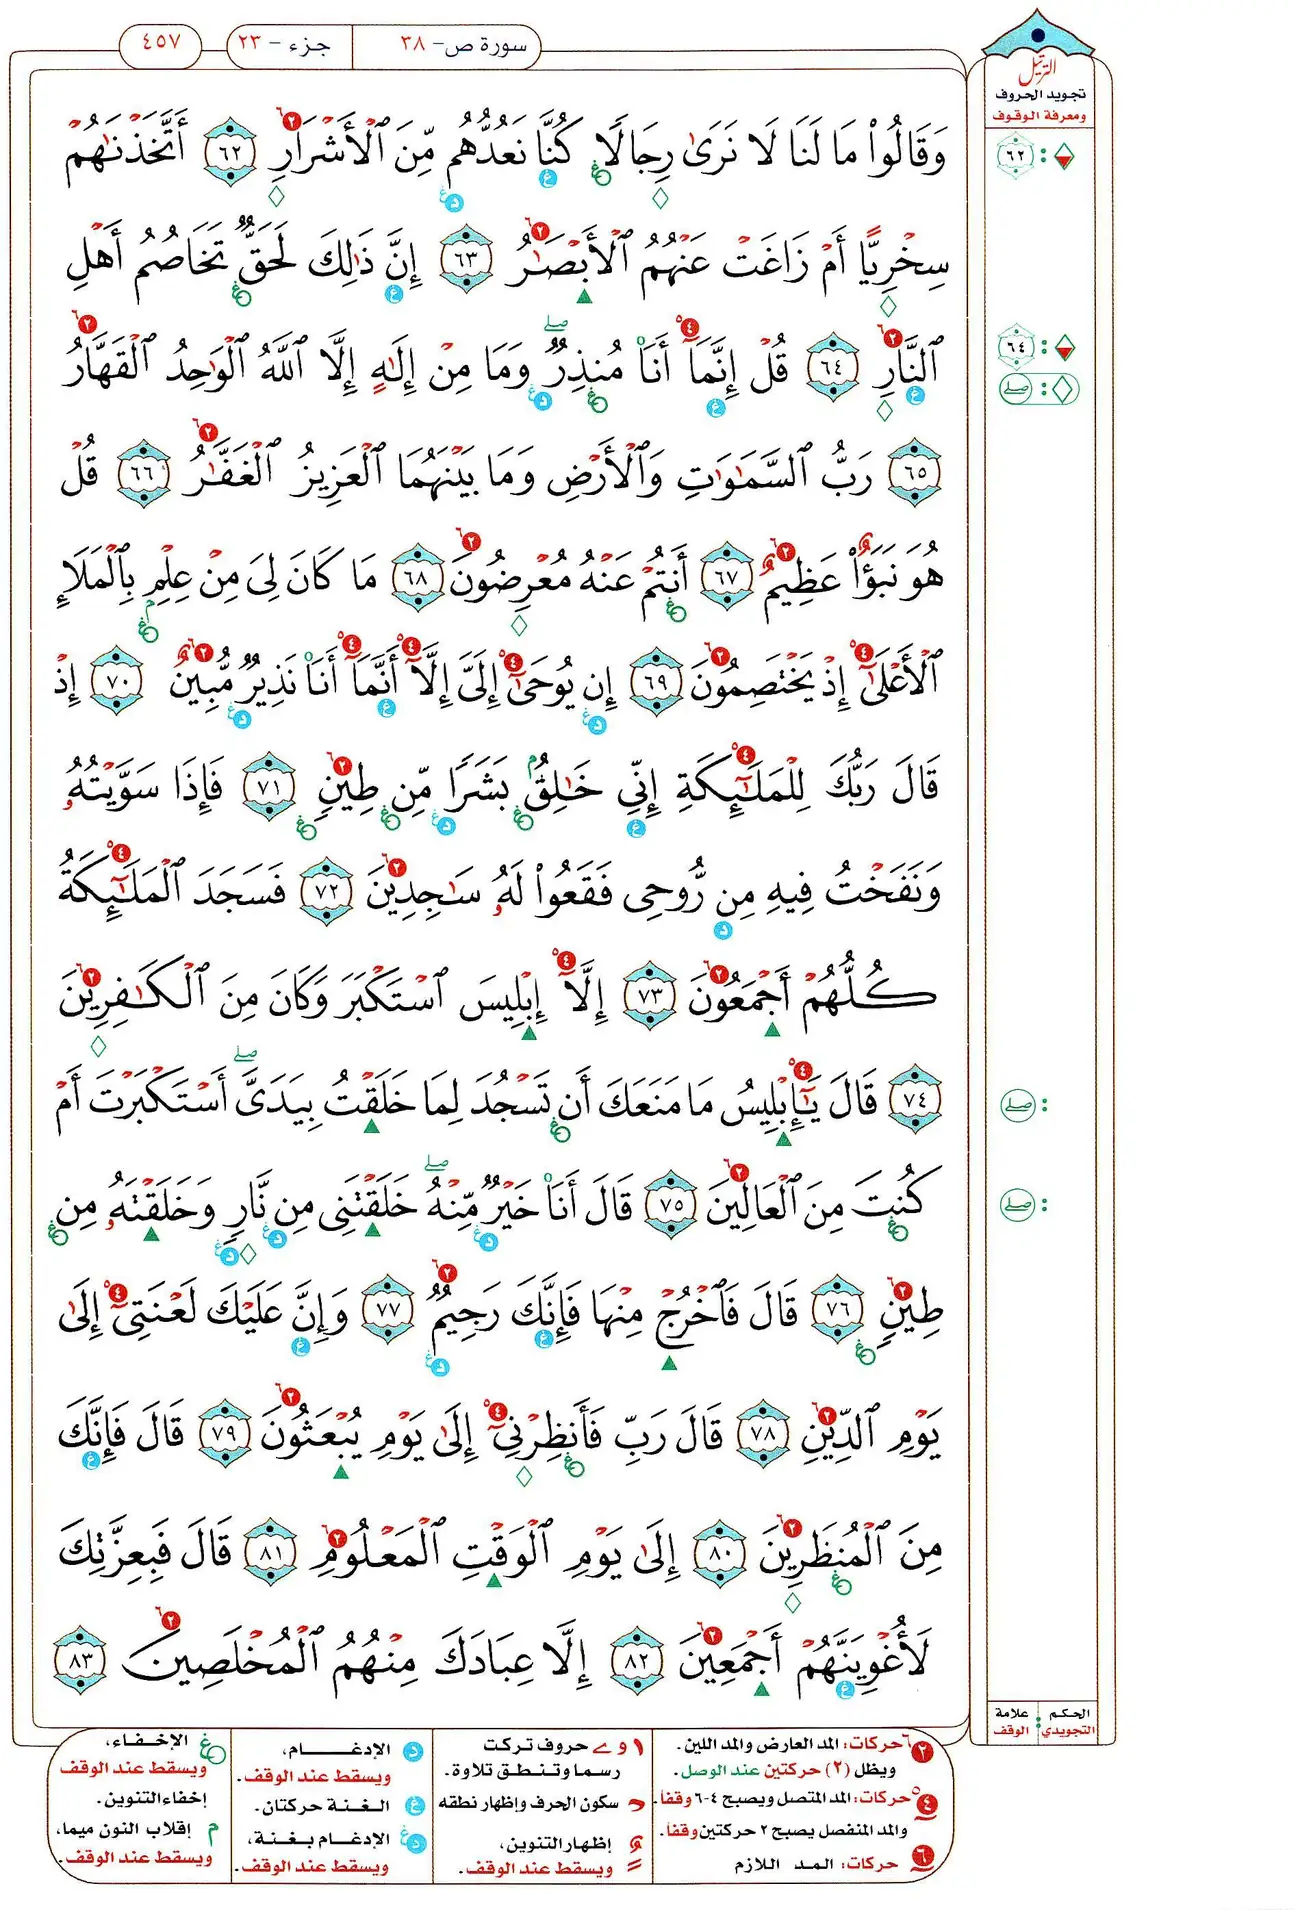 سورة ص - ٣٨
جزء - ٢٣
٤٥٧
الترتيل
تجويد الحروف
ومعرفة الوقوف
وَقَالُوا۟ مَا لَنَا لَا نَرَىٰ رِجَالًا كُنَّا نَعُدُّهُم مِّنَ ٱلْأَشْرَارِ ٦٢ أَتَّخَذْنَٰهُمْ
سِخْرِيًّا أَمْ زَاغَتْ عَنْهُمُ ٱلْأَبْصَٰرُ ٦٣ إِنَّ ذَٰلِكَ لَحَقٌّ تَخَاصُمُ أَهْلِ
ٱلنَّارِ ٦٤ قُلْ إِنَّمَآ أَنَا۠ مُنذِرٌ ۖ وَمَا مِنْ إِلَٰهٍ إِلَّا ٱللَّهُ ٱلْوَٰحِدُ ٱلْقَهَّارُ
٦٥ رَبُّ ٱلسَّمَٰوَٰتِ وَٱلْأَرْضِ وَمَا بَيْنَهُمَا ٱلْعَزِيزُ ٱلْغَفَّٰرُ ٦٦ قُلْ
هُوَ نَبَؤٌا۟ عَظِيمٌ ٦٧ أَنتُمْ عَنْهُ مُعْرِضُونَ ٦٨ مَا كَانَ لِىَ مِنْ عِلْمٍۭ بِٱلْمَلَإِ
ٱلْأَعْلَىٰٓ إِذْ يَخْتَصِمُونَ ٦٩ إِن يُوحَىٰٓ إِلَىَّ إِلَّآ أَنَّمَآ أَنَا۠ نَذِيرٌ مُّبِينٌ ٧٠ إِذْ
قَالَ رَبُّكَ لِلْمَلَٰٓئِكَةِ إِنِّى خَٰلِقٌۢ بَشَرًا مِّن طِينٍ ٧١ فَإِذَا سَوَّيْتُهُۥ
وَنَفَخْتُ فِيهِ مِن رُّوحِى فَقَعُوا۟ لَهُۥ سَٰجِدِينَ ٧٢ فَسَجَدَ ٱلْمَلَٰٓئِكَةُ
كُلُّهُمْ أَجْمَعُونَ ٧٣ إِلَّآ إِبْلِيسَ ٱسْتَكْبَرَ وَكَانَ مِنَ ٱلْكَٰفِرِينَ
٧٤ قَالَ يَٰٓإِبْلِيسُ مَا مَنَعَكَ أَن تَسْجُدَ لِمَا خَلَقْتُ بِيَدَىَّ ۖ أَسْتَكْبَرْتَ أَمْ
كُنتَ مِنَ ٱلْعَالِينَ ٧٥ قَالَ أَنَا۠ خَيْرٌ مِّنْهُ ۖ خَلَقْتَنِى مِن نَّارٍ وَخَلَقْتَهُۥ مِن
طِينٍ ٧٦ قَالَ فَٱخْرُجْ مِنْهَا فَإِنَّكَ رَجِيمٌ ٧٧ وَإِنَّ عَلَيْكَ لَعْنَتِىٓ إِلَىٰ
يَوْمِ ٱلدِّينِ ٧٨ قَالَ رَبِّ فَأَنظِرْنِىٓ إِلَىٰ يَوْمِ يُبْعَثُونَ ٧٩ قَالَ فَإِنَّكَ
مِنَ ٱلْمُنظَرِينَ ٨٠ إِلَىٰ يَوْمِ ٱلْوَقْتِ ٱلْمَعْلُومِ ٨١ قَالَ فَبِعِزَّتِكَ
لَأُغْوِيَنَّهُمْ أَجْمَعِينَ ٨٢ إِلَّا عِبَادَكَ مِنْهُمُ ٱلْمُخْلَصِينَ ٨٣
٦٢ :
٦٤ :
صلى :
صلى :
صلى :
الحكم التجويدي : علامة الوقف
٢ ٦ حركات: المد العارض والمد اللين.
ويظل (٢) حركتين عند الوصل.
٤ ٥ حركات: المد المتصل ويصبح ٤-٦ وقفاً.
والمد المنفصل يصبح ٢ حركتين وقفاً.
٦ حركات: المد اللازم
ا و ے حروف تركت
رسما وتنطق تلاوة.
سكون الحرف وإظهار نطقه
إظهار التنوين،
ويسقط عند الوقف.
د الإدغام،
ويسقط عند الوقف.
غ الغنة حركتان.
دغ الإدغام بغنة،
ويسقط عند الوقف.
الإخفاء،
ويسقط عند الوقف
إخفاء التنوين.
م إقلاب النون ميما،
ويسقط عند الوقف.